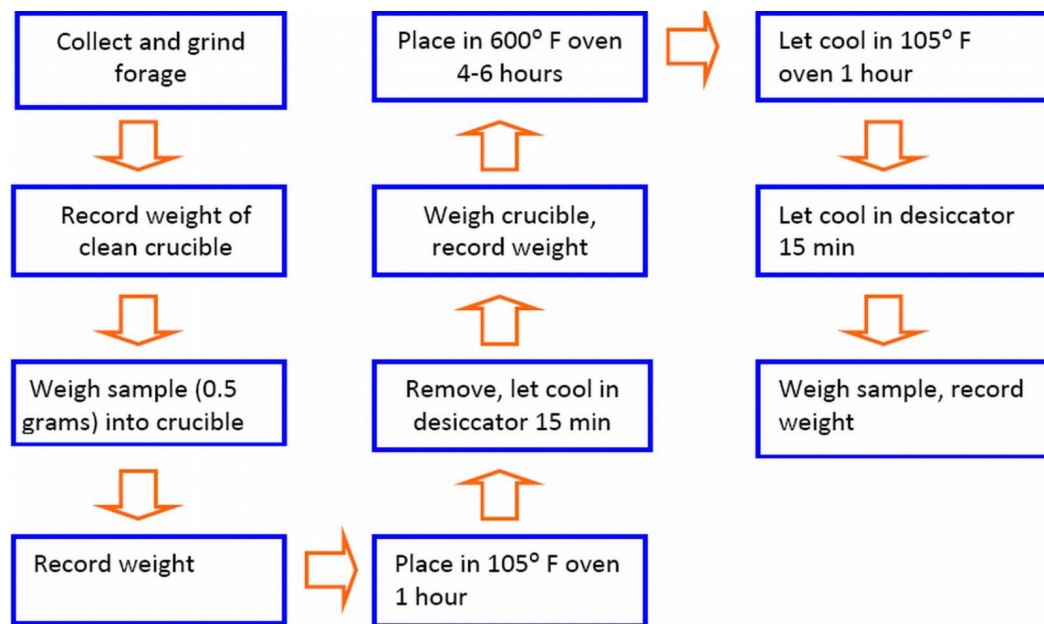 Collect and grind
forage
Record weight of
clean crucible
Weigh sample (0.5
grams) into crucible
Record weight
Place in 105° F oven
1 hour
Remove, let cool in
desiccator 15 min
Weigh crucible,
record weight
Place in 600° F oven
4-6 hours
Let cool in 105° F
oven 1 hour
Let cool in desiccator
15 min
Weigh sample, record
weight